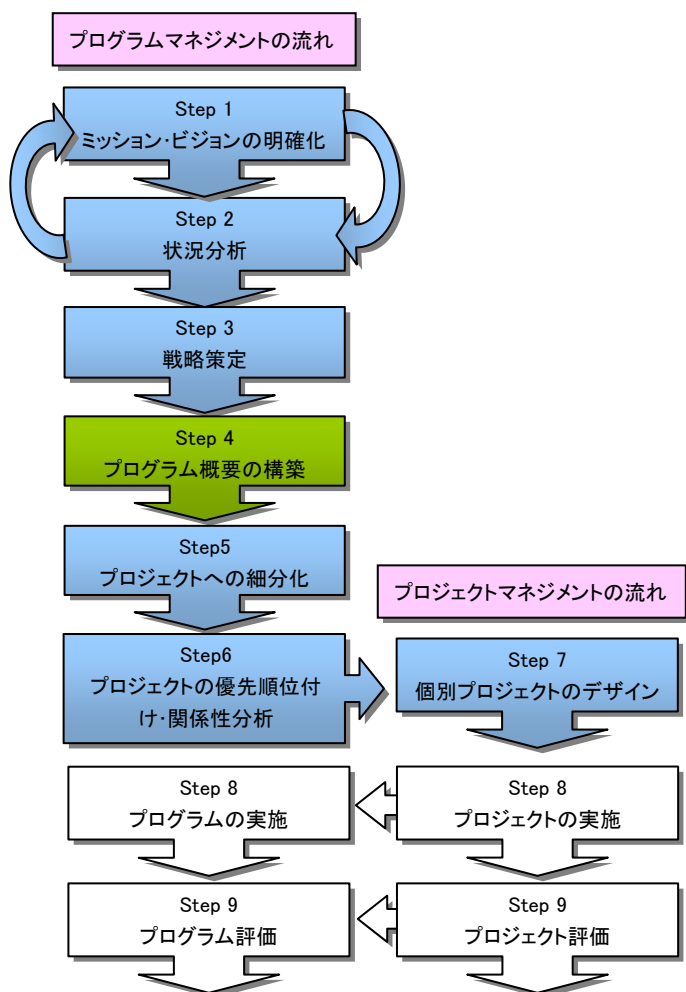 プログラムマネジメントの流れ
Step 1
ミッション・ビジョンの明確化
Step 2
状況分析
Step 3
戦略策定
Step 4
プログラム概要の構築
Step5
プロジェクトへの細分化
プロジェクトマネジメントの流れ
Step6
プロジェクトの優先順位付
け・関係性分析
Step 7
個別プロジェクトのデザイン
Step 8
プログラムの実施
Step 8
プロジェクトの実施
Step 9
プログラム評価
Step 9
プロジェクト評価